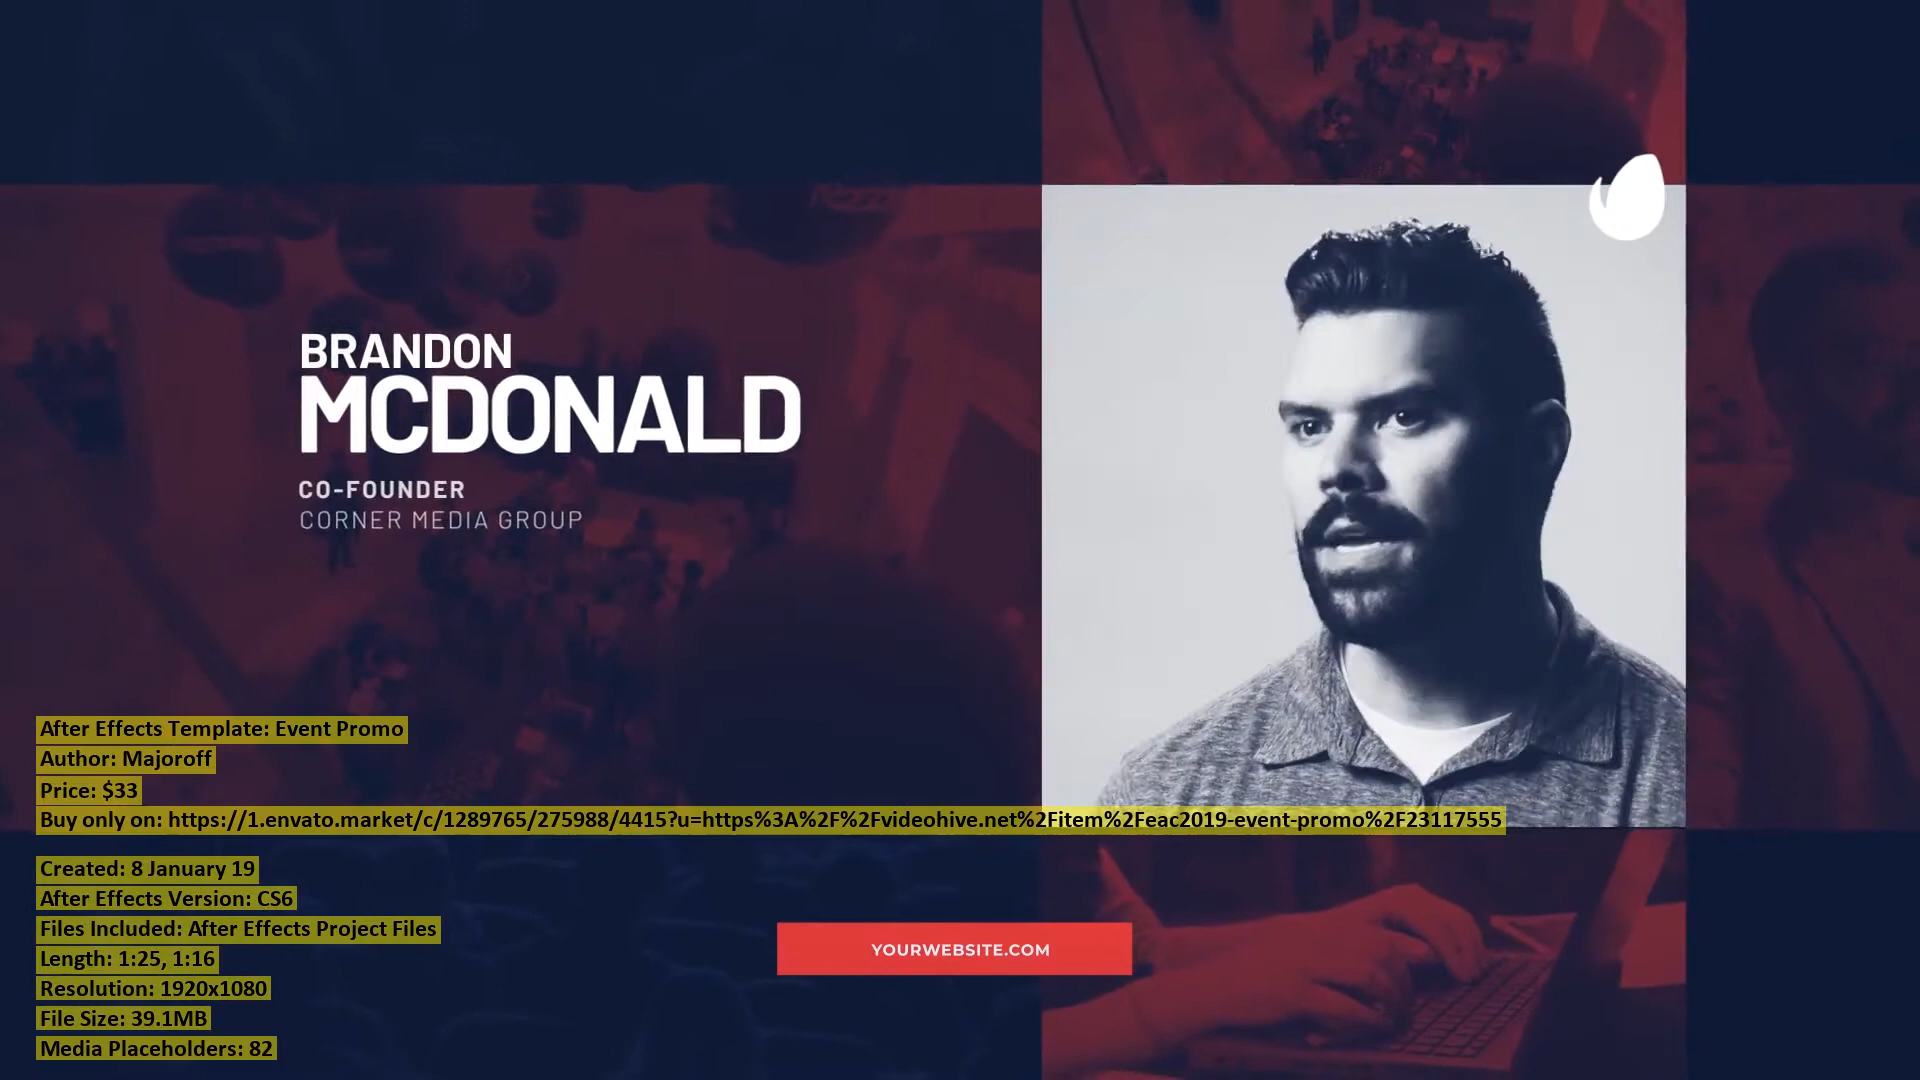 BRANDON
MCDONALD
CO-FOUNDER
CORNER MEDIA GROUP
After Effects Template: Event Promo
Author: Majoroff
Price: $33
Buy only on: https://1.envato.market/c/1289765/275988/4415?u=https%3A%2F%2Fvideohive.net%2Fitem%2Feac2019-event-promo%2F23117555
Created: 8 January 19
After Effects Version: CS6
Files Included: After Effects Project Files
Length: 1:25, 1:16
Resolution: 1920x1080
File Size: 39.1MB
Media Placeholders: 82
YOURWEBSITE.COM